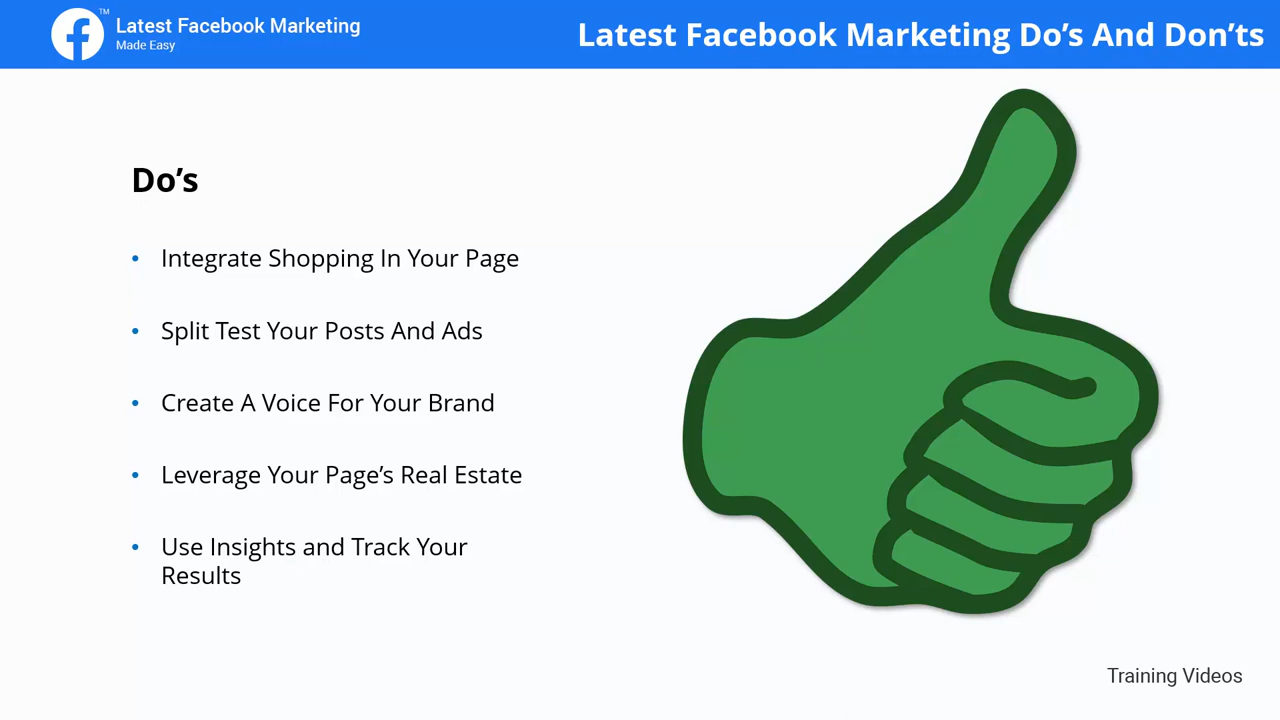 TM
Latest Facebook Marketing
Made Easy
Latest Facebook Marketing Do’s And Don’ts
Do’s
• Integrate Shopping In Your Page
• Split Test Your Posts And Ads
• Create A Voice For Your Brand
• Leverage Your Page’s Real Estate
• Use Insights and Track Your
Results
Training Videos